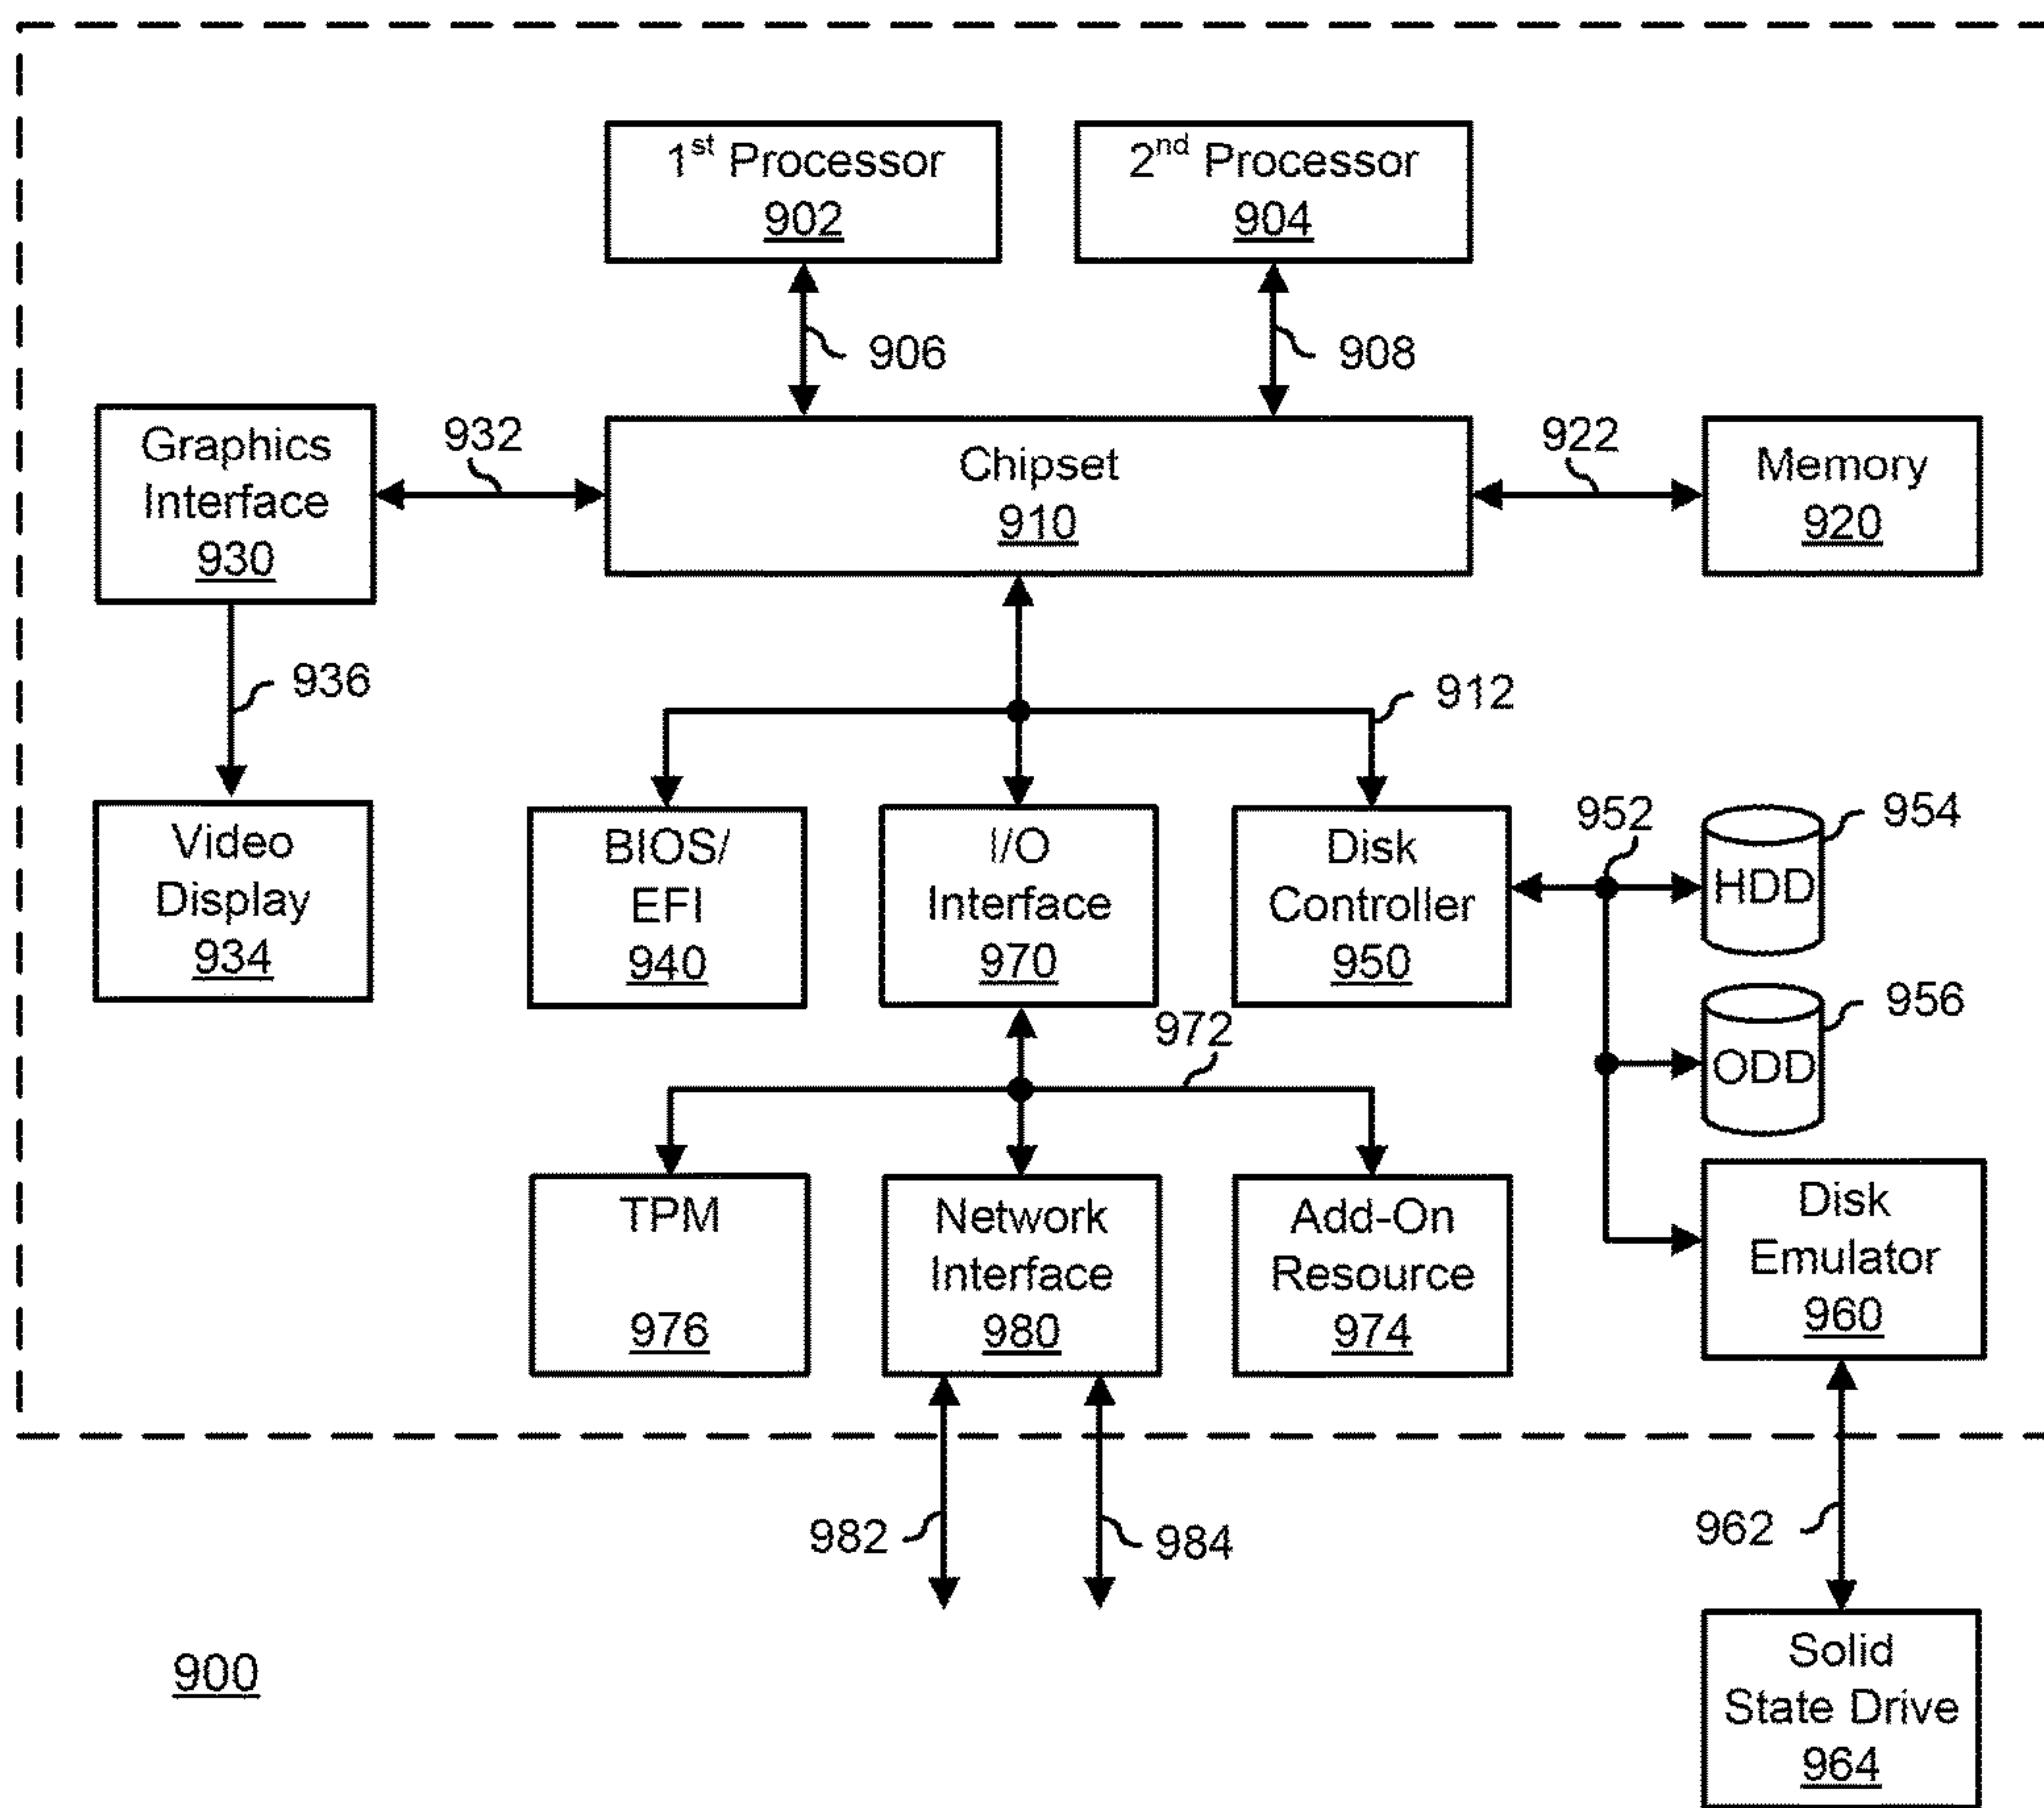 1st Processor
902
2nd Processor
904
906
908
Graphics
Interface
930
932
Chipset
910
922
Memory
920
936
912
Video
Display
934
BIOS/
EFI
940
I/O
Interface
970
Disk
Controller
950
952
HDD
954
972
ODD
956
TPM
976
Network
Interface
980
Add-On
Resource
974
Disk
Emulator
960
982
984
962
900
Solid
State Drive
964